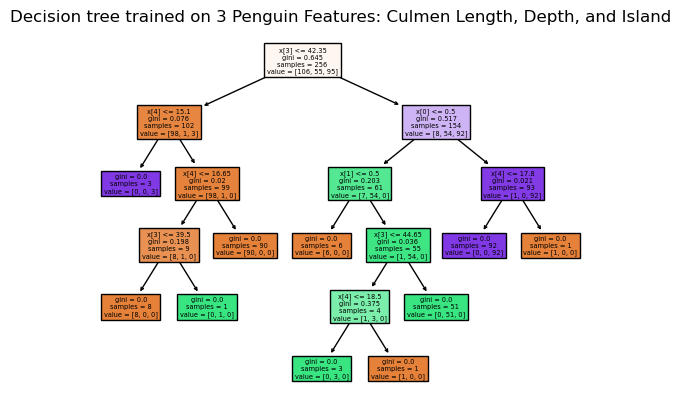 Decision tree trained on 3 Penguin Features: Culmen Length, Depth, and Island
x[3] <= 42.35
gini = 0.645
samples = 256
value = [106, 55, 95]
x[4] <= 15.1
gini = 0.076
samples = 102
value = [98, 1, 3]
x[0] <= 0.5
gini = 0.517
samples = 154
value = [8, 54, 92]
gini = 0.0
samples = 3
value = [0, 0, 3]
x[4] <= 16.65
gini = 0.02
samples = 99
value = [98, 1, 0]
x[1] <= 0.5
gini = 0.203
samples = 61
value = [7, 54, 0]
x[4] <= 17.8
gini = 0.021
samples = 93
value = [1, 0, 92]
x[3] <= 39.5
gini = 0.198
samples = 9
value = [8, 1, 0]
gini = 0.0
samples = 90
value = [90, 0, 0]
gini = 0.0
samples = 6
value = [6, 0, 0]
x[3] <= 44.65
gini = 0.036
samples = 55
value = [1, 54, 0]
gini = 0.0
samples = 92
value = [0, 0, 92]
gini = 0.0
samples = 1
value = [1, 0, 0]
gini = 0.0
samples = 8
value = [8, 0, 0]
gini = 0.0
samples = 1
value = [0, 1, 0]
x[4] <= 18.5
gini = 0.375
samples = 4
value = [1, 3, 0]
gini = 0.0
samples = 51
value = [0, 51, 0]
gini = 0.0
samples = 3
value = [0, 3, 0]
gini = 0.0
samples = 1
value = [1, 0, 0]